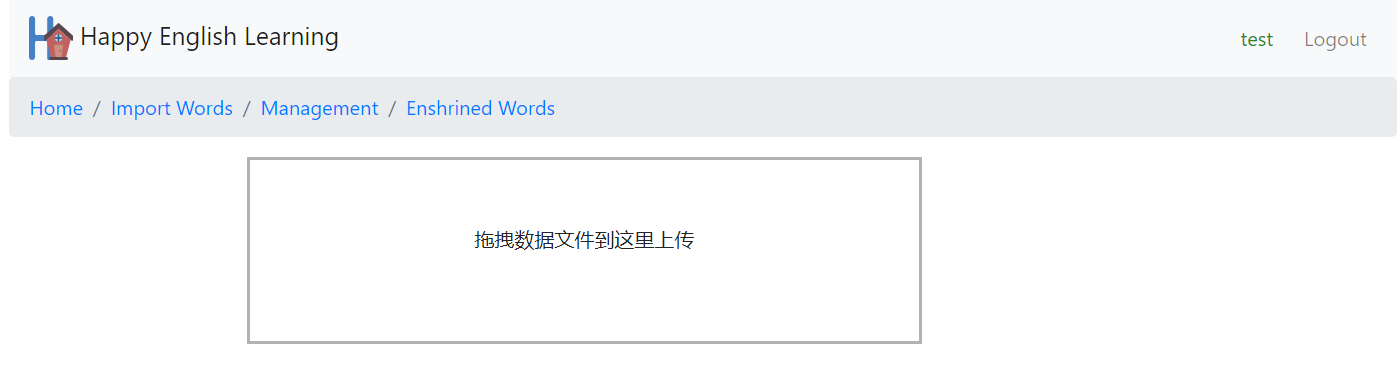 Happy English Learning
test Logout
Home / Import Words / Management / Enshrined Words
拖拽数据文件到这里上传